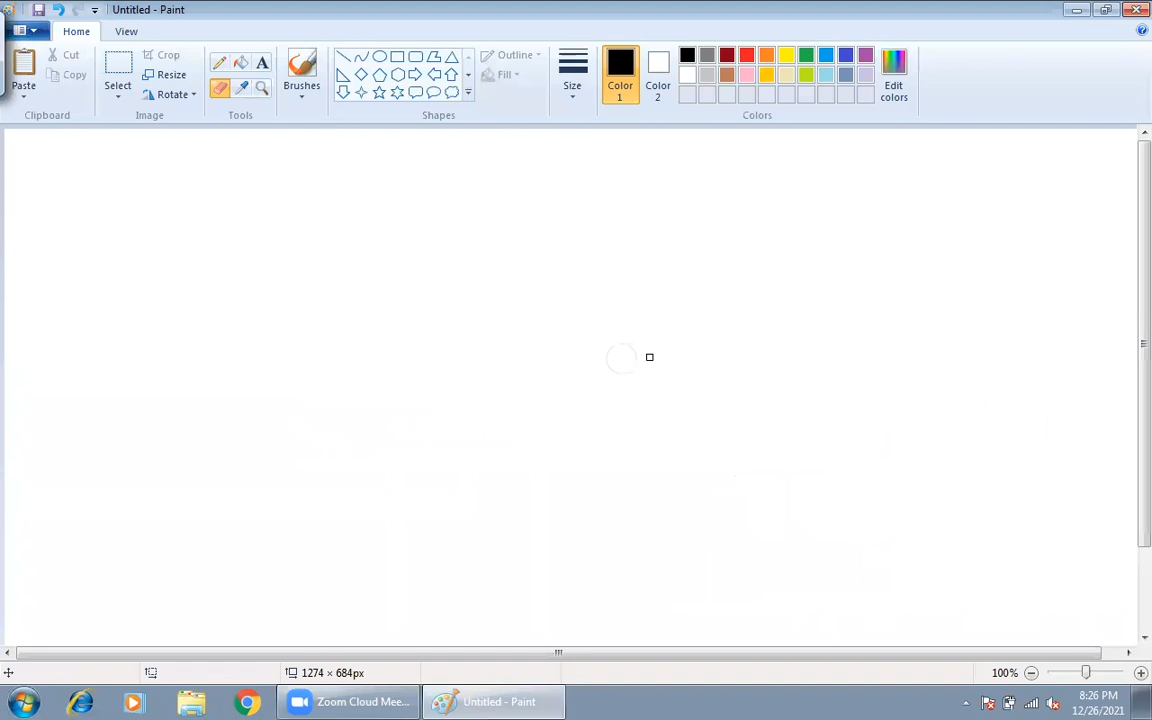 Untitled - Paint
Home View
Paste
Cut
Copy
Clipboard
Select
Crop
Resize
Rotate
Image
A
Tools
Brushes
Shapes
Outline
Fill
Size
Color 1
Color 2
Edit colors
Colors
1274 × 684px
100%
Zoom Cloud Mee...
Untitled - Paint
8:26 PM
12/26/2021